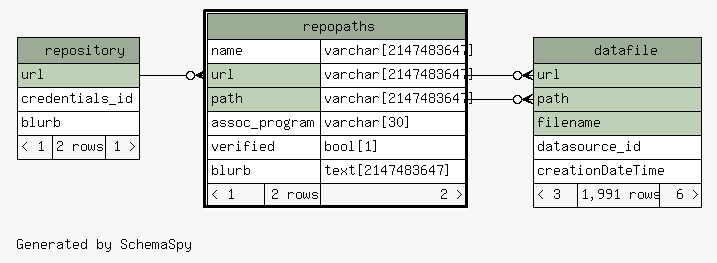 repository
url
credentials_id
blurb
< 1 2 rows 1 >
repopaths
name varchar[2147483647]
url varchar[2147483647]
path varchar[2147483647]
assoc_program varchar[30]
verified bool[1]
blurb text[2147483647]
< 1 2 rows 2 >
datafile
url
path
filename
datasource_id
creationDateTime
< 3 1,991 rows 6 >
Generated by SchemaSpy